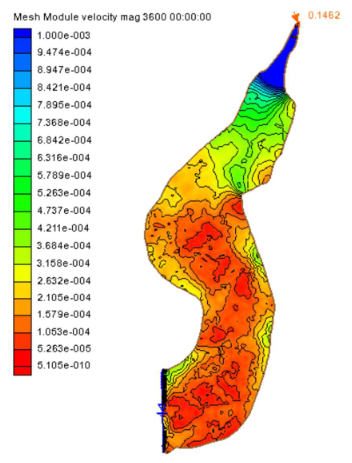 Mesh Module velocity mag 3600 00:00:00
0.1462
1.000e-003
9.474e-004
8.947e-004
8.421e-004
7.895e-004
7.368e-004
6.842e-004
6.316e-004
5.789e-004
5.263e-004
4.737e-004
4.211e-004
3.684e-004
3.158e-004
2.632e-004
2.105e-004
1.579e-004
1.053e-004
5.263e-005
5.105e-010